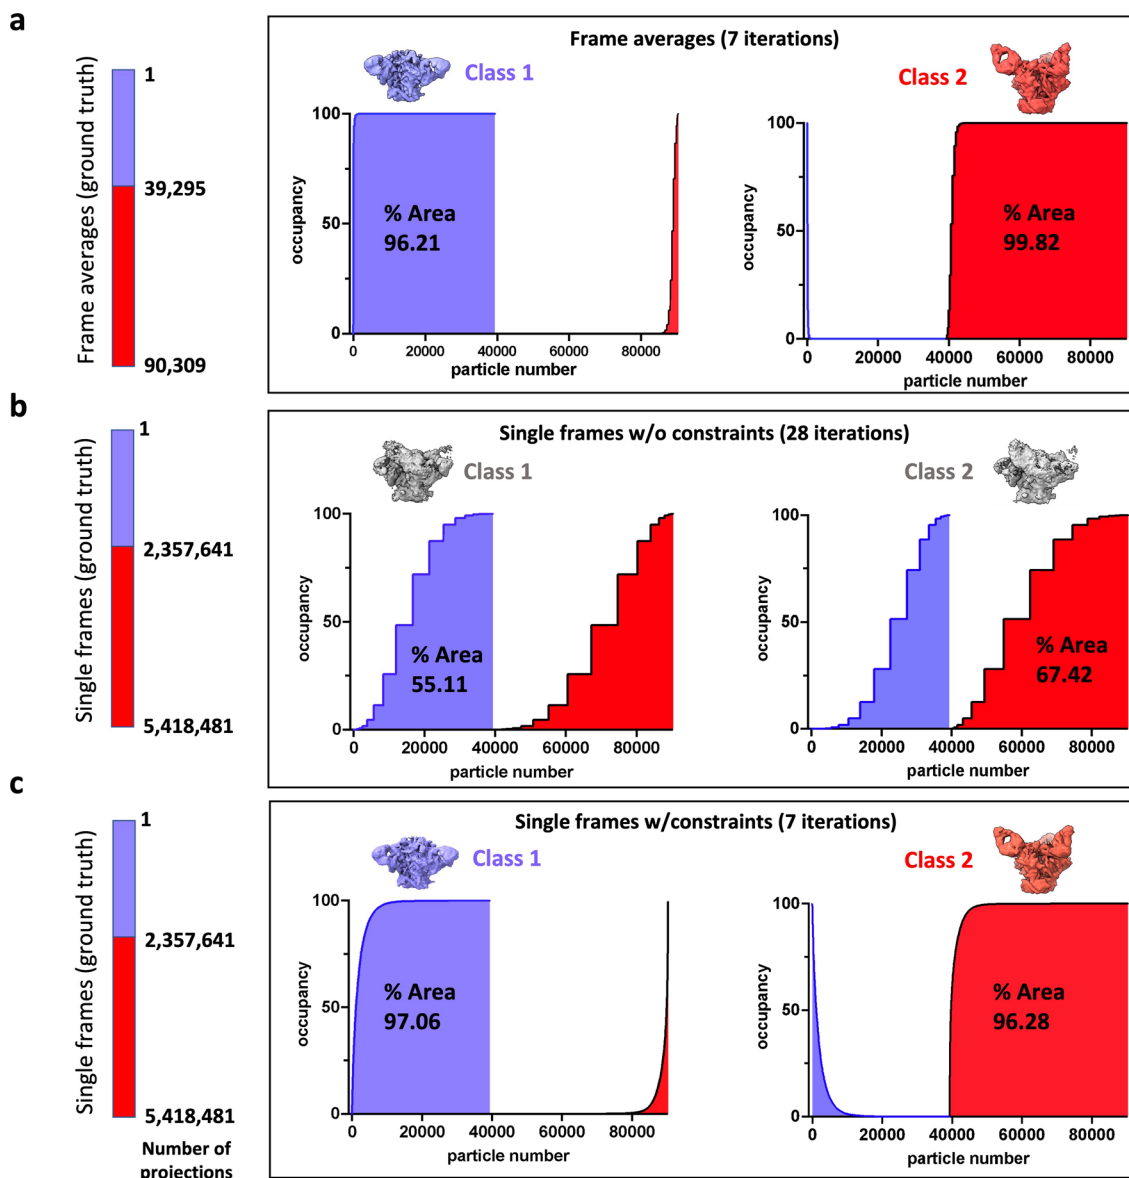 a
Frame averages (ground truth)
1
39,295
90,309
Frame averages (7 iterations)
Class 1
Class 2
occupancy
100
50
0
% Area
96.21
0 20000 40000 60000 80000
particle number
occupancy
100
50
0
% Area
99.82
0 20000 40000 60000 80000
particle number
b
Single frames (ground truth)
1
2,357,641
5,418,481
Single frames w/o constraints (28 iterations)
Class 1
Class 2
occupancy
100
50
0
% Area
55.11
0 20000 40000 60000 80000
particle number
occupancy
100
50
0
% Area
67.42
0 20000 40000 60000 80000
particle number
c
Single frames (ground truth)
1
2,357,641
5,418,481
Number of
projections
Single frames w/constraints (7 iterations)
Class 1
Class 2
occupancy
100
50
0
% Area
97.06
0 20000 40000 60000 80000
particle number
occupancy
100
50
0
% Area
96.28
0 20000 40000 60000 80000
particle number